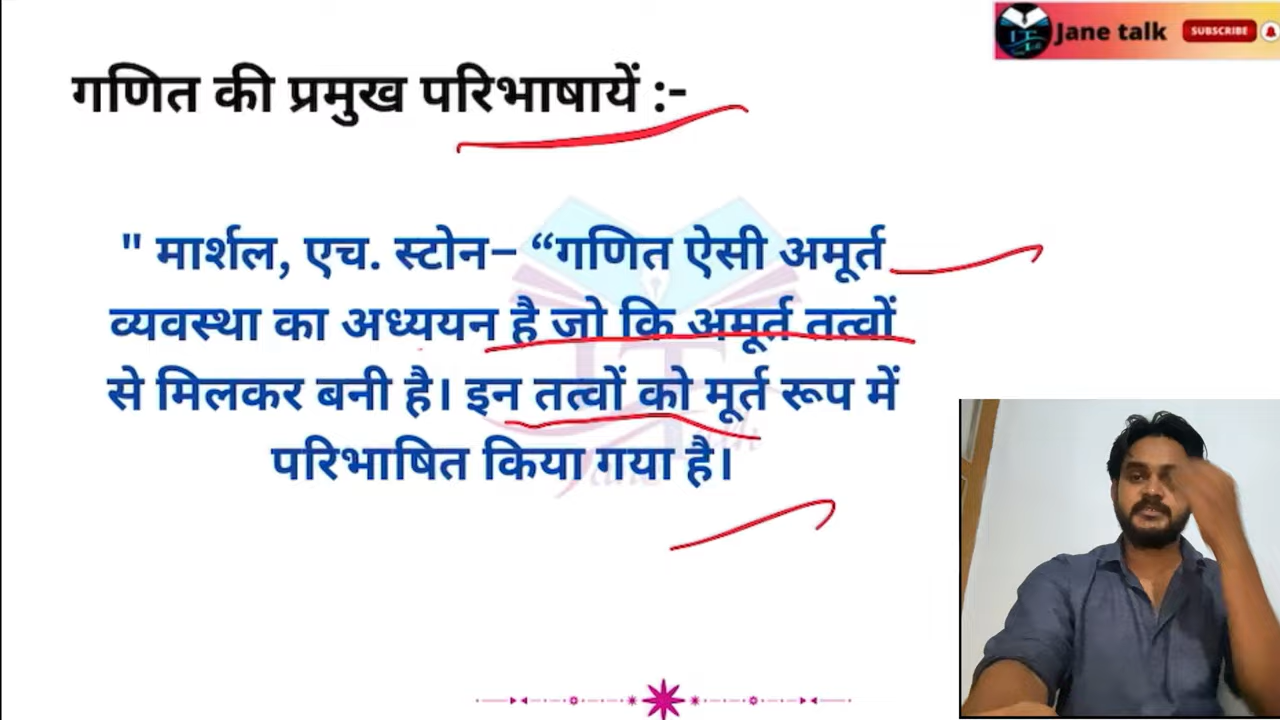 Jane talk SUBSCRIBE
गणित की प्रमुख परिभाषायें :-
" मार्शल, एच. स्टोन– “गणित ऐसी अमूर्त
व्यवस्था का अध्ययन है जो कि अमूर्त तत्वों
से मिलकर बनी है। इन तत्वों को मूर्त रूप में
परिभाषित किया गया है।